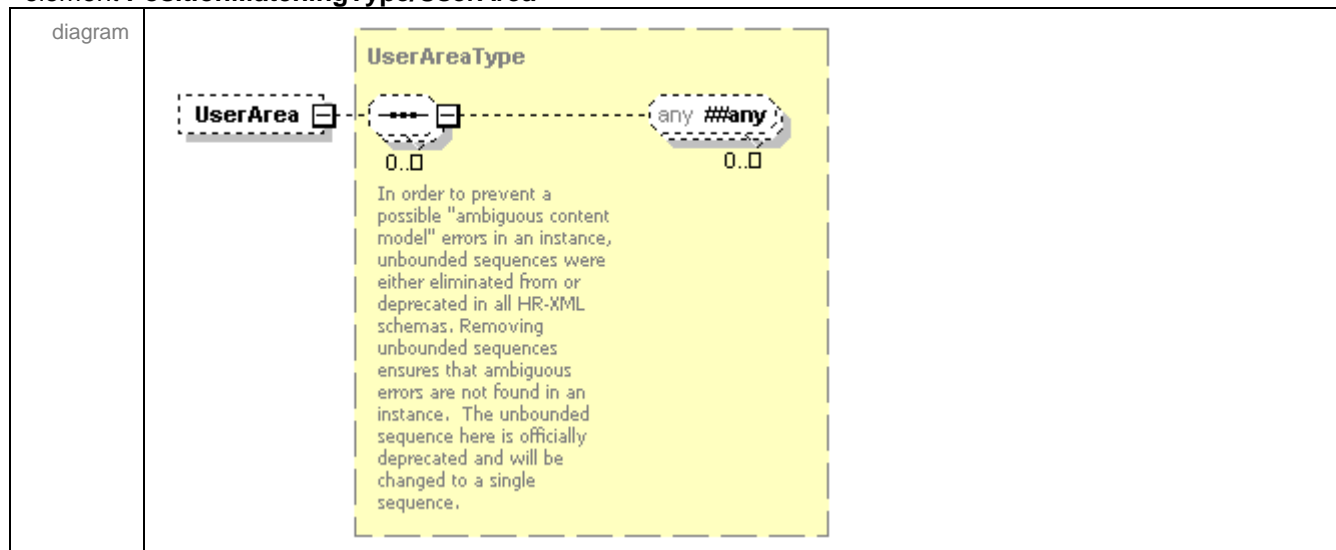 element PositionMatchingType/UserArea
diagram
UserAreaType
UserArea
any ##any
0..□
0..□
In order to prevent a
possible "ambiguous content
model" errors in an instance,
unbounded sequences were
either eliminated from or
deprecated in all HR-XML
schemas. Removing
unbounded sequences
ensures that ambiguous
errors are not found in an
instance.  The unbounded
sequence here is officially
deprecated and will be
changed to a single
sequence.